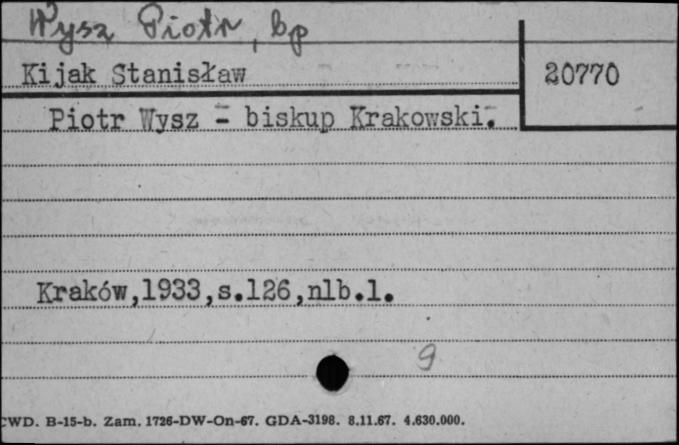 Wysz Piotr, bp
Kijak Stanisław
20770
Piotr Wysz - biskup Krakowski.
Kraków,1933,s.126,nlb.1.
9
CWD. B-15-b. Zam. 1726-DW-On-67. GDA-3198. 8.11.67. 4.630.000.